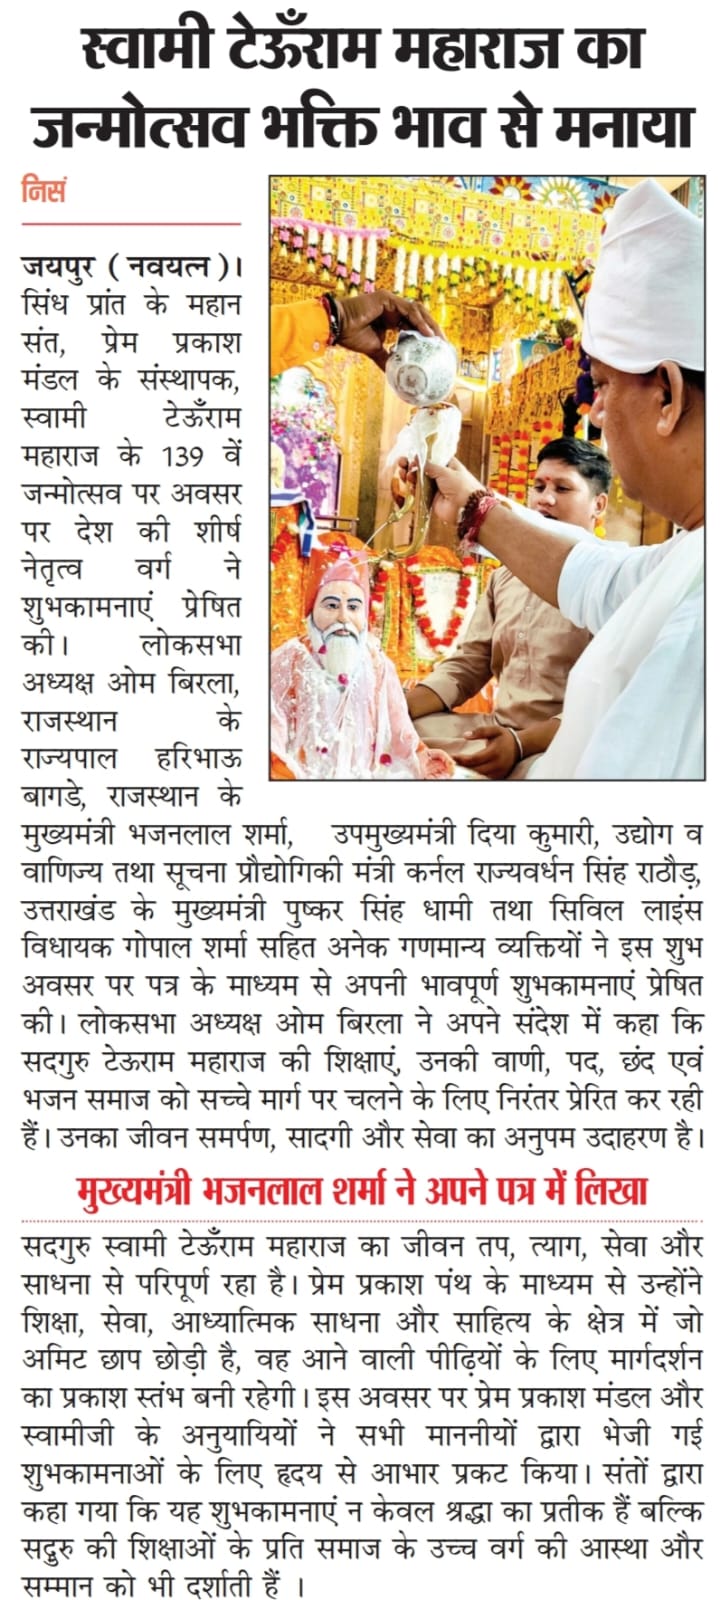 स्वामी टेऊँराम महाराज का
जन्मोत्सव भक्ति भाव से मनाया
निसं
जयपुर ( नवयत्न )।
सिंध प्रांत के महान
संत, प्रेम प्रकाश
मंडल के संस्थापक,
स्वामी टेऊँराम
महाराज के 139 वें
जन्मोत्सव पर अवसर
पर देश की शीर्ष
नेतृत्व वर्ग ने
शुभकामनाएं प्रेषित
की। लोकसभा
अध्यक्ष ओम बिरला,
राजस्थान के
राज्यपाल हरिभाऊ
बागडे, राजस्थान के
मुख्यमंत्री भजनलाल शर्मा, उपमुख्यमंत्री दिया कुमारी, उद्योग व
वाणिज्य तथा सूचना प्रौद्योगिकी मंत्री कर्नल राज्यवर्धन सिंह राठौड़,
उत्तराखंड के मुख्यमंत्री पुष्कर सिंह धामी तथा सिविल लाइंस
विधायक गोपाल शर्मा सहित अनेक गणमान्य व्यक्तियों ने इस शुभ
अवसर पर पत्र के माध्यम से अपनी भावपूर्ण शुभकामनाएं प्रेषित
की। लोकसभा अध्यक्ष ओम बिरला ने अपने संदेश में कहा कि
सदगुरु टेऊराम महाराज की शिक्षाएं, उनकी वाणी, पद, छंद एवं
भजन समाज को सच्चे मार्ग पर चलने के लिए निरंतर प्रेरित कर रही
हैं। उनका जीवन समर्पण, सादगी और सेवा का अनुपम उदाहरण है।
मुख्यमंत्री भजनलाल शर्मा ने अपने पत्र में लिखा
सदगुरु स्वामी टेऊँराम महाराज का जीवन तप, त्याग, सेवा और
साधना से परिपूर्ण रहा है। प्रेम प्रकाश पंथ के माध्यम से उन्होंने
शिक्षा, सेवा, आध्यात्मिक साधना और साहित्य के क्षेत्र में जो
अमिट छाप छोड़ी है, वह आने वाली पीढ़ियों के लिए मार्गदर्शन
का प्रकाश स्तंभ बनी रहेगी। इस अवसर पर प्रेम प्रकाश मंडल और
स्वामीजी के अनुयायियों ने सभी माननीयों द्वारा भेजी गई
शुभकामनाओं के लिए हृदय से आभार प्रकट किया। संतों द्वारा
कहा गया कि यह शुभकामनाएं न केवल श्रद्धा का प्रतीक हैं बल्कि
सद्गुरु की शिक्षाओं के प्रति समाज के उच्च वर्ग की आस्था और
सम्मान को भी दर्शाती हैं ।